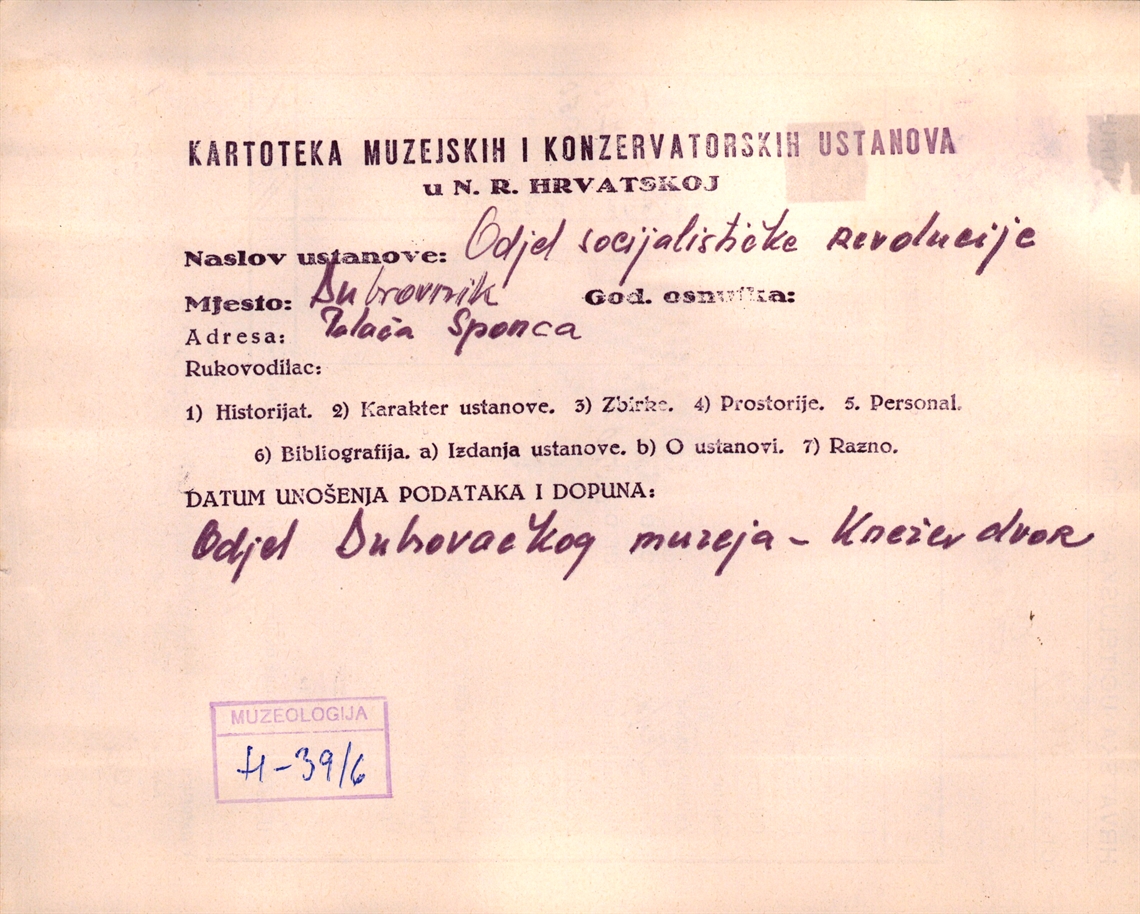 KARTOTEKA MUZEJSKIH I KONZERVATORSKIH USTANOVA
u N. R. HRVATSKOJ
Naslov ustanove: Odjel socijalističke revolucije
Mjesto: Dubrovnik God. osnutka:
Adresa: Palača Sponca
Rukovodilac:
1) Historijat. 2) Karakter ustanove. 3) Zbirke. 4) Prostorije. 5. Personal.
6) Bibliografija. a) Izdanja ustanove. b) O ustanovi. 7) Razno.
DATUM UNOŠENJA PODATAKA I DOPUNA:
Odjel Dubrovačkog muzeja - Knežev dvor
MUZEOLOGIJA
H-39/6